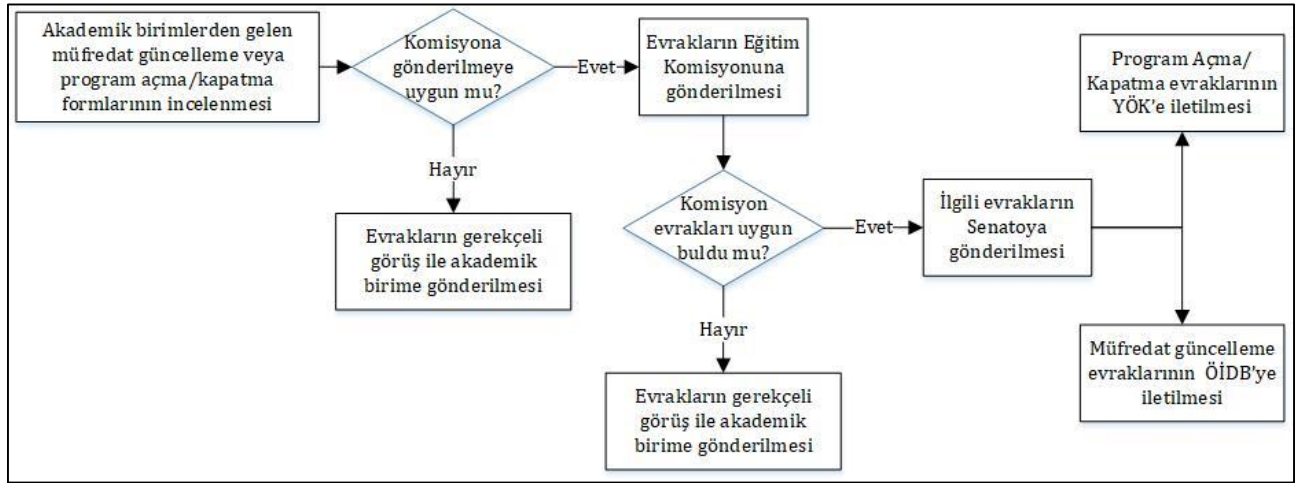 Akademik birimlerden gelen
müfredat güncelleme veya
program açma/kapatma
formlarının incelenmesi
Komisyona
gönderilmeye
uygun mu?
Evet
Evrakların Eğitim
Komisyonuna
gönderilmesi
Hayır
Evrakların gerekçeli
görüş ile akademik
birime gönderilmesi
Komisyon
evrakları uygun
buldu mu?
Evet
İlgili evrakların
Senatoya
gönderilmesi
Hayır
Evrakların gerekçeli
görüş ile akademik
birime gönderilmesi
Program Açma/
Kapatma evraklarının
YÖK'e iletilmesi
Müfredat güncelleme
evraklarının ÖİDB'ye
iletilmesi